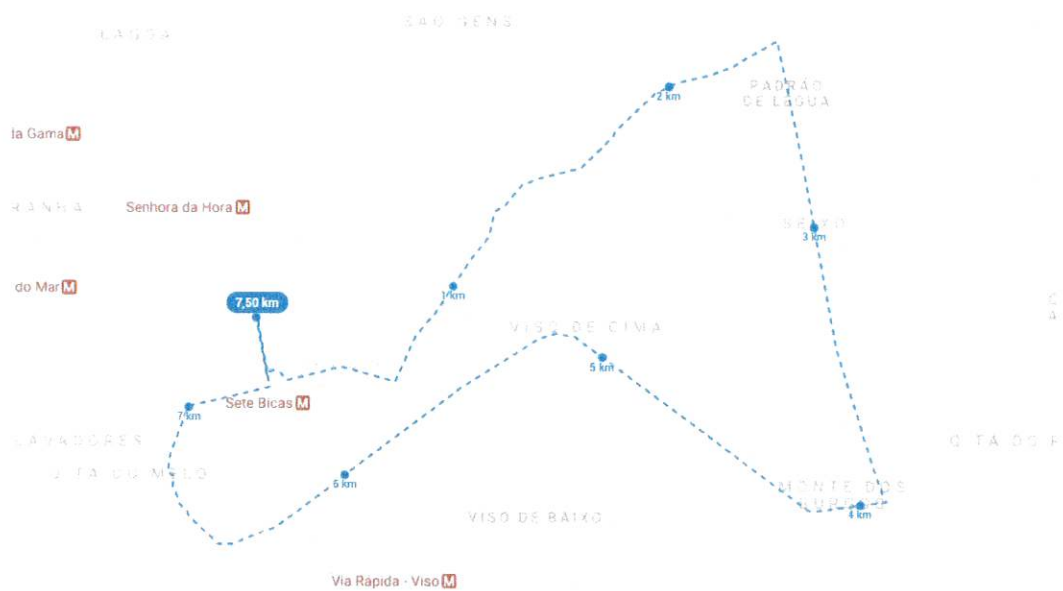 SÃO GENS
LAGOA
2 km
PADRÃO
DE LÉGUA
Senhora da Hora M
SEIXO
3 km
do Mar M
1 km
7,50 km
VISO DE CIMA
5 km
Sete Bicas M
7 km
6 km
MONTE DOS
BURGOS
4 km
VISO DE BAIXO
Via Rápida - Viso M